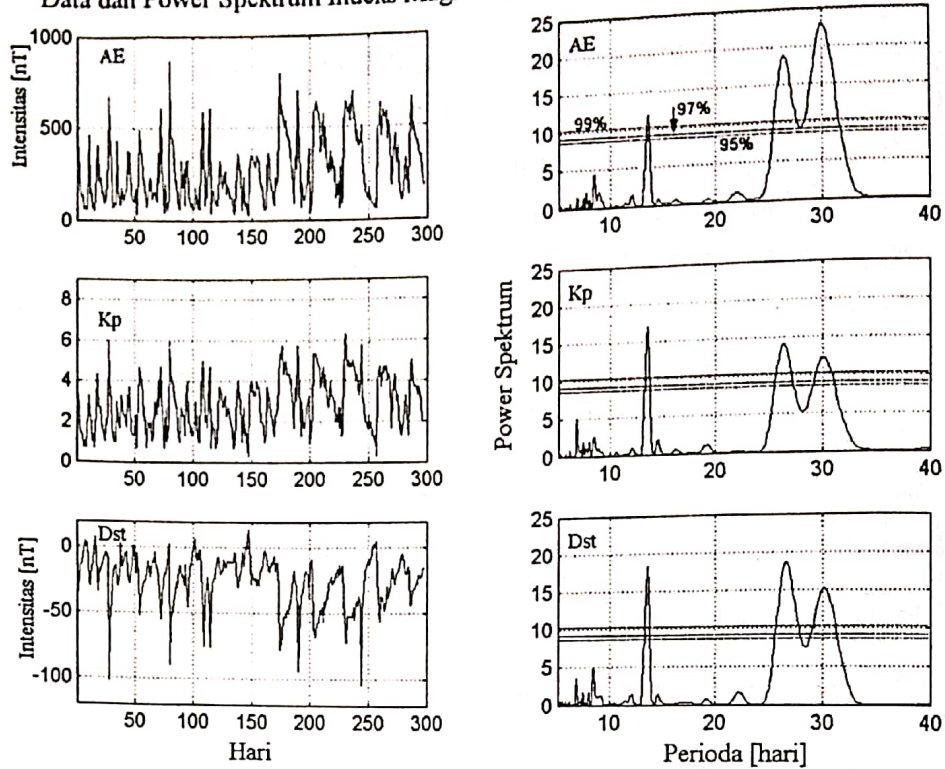 Data dan Power Spektrum Indeks
Intensitas [nT]
1000
500
0
AE
50 100 150 200 250 300
8
6
4
2
0
Kp
50 100 150 200 250 300
Intensitas [nT]
0
-50
-100
Dst
50 100 150 200 250 300
Hari
Power Spektrum
25
20
15
10
5
0
AE
99%
97%
95%
10 20 30 40
25
20
15
10
5
0
Kp
10 20 30 40
25
20
15
10
5
0
Dst
10 20 30 40
Perioda [hari]